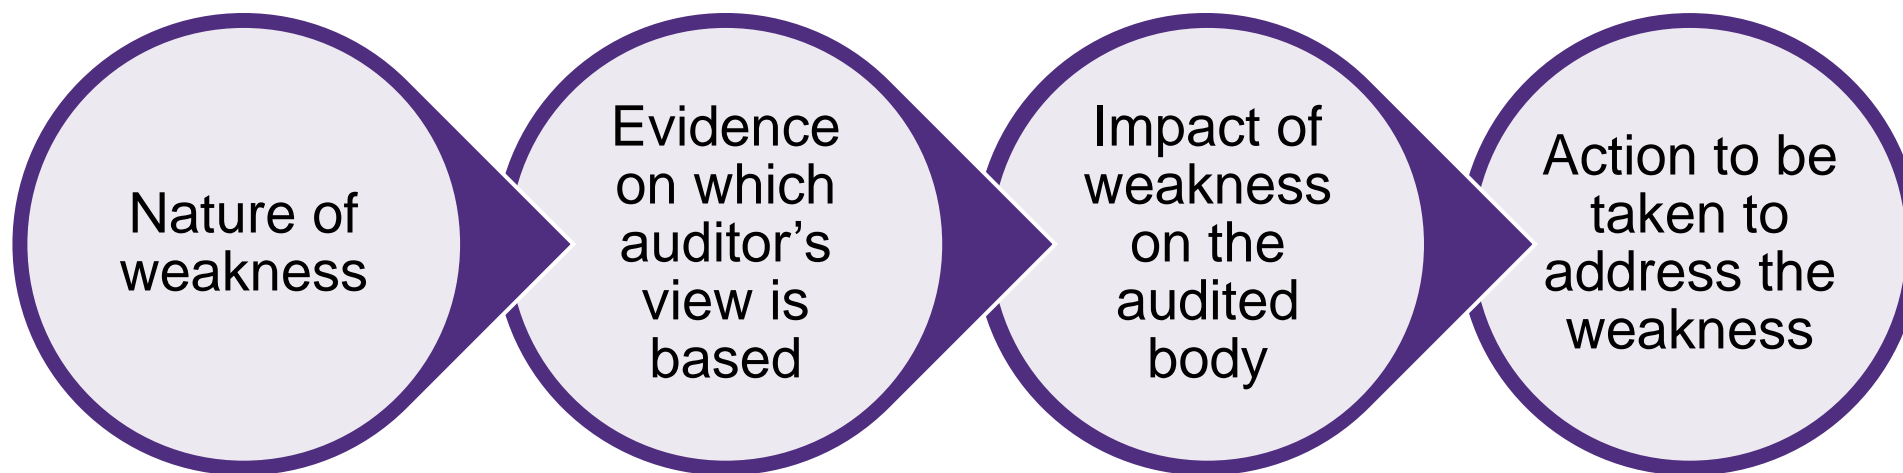 Nature of
weakness
Evidence
on which
auditor’s
view is
based
Impact of
weakness
on the
audited
body
Action to be
taken to
address the
weakness